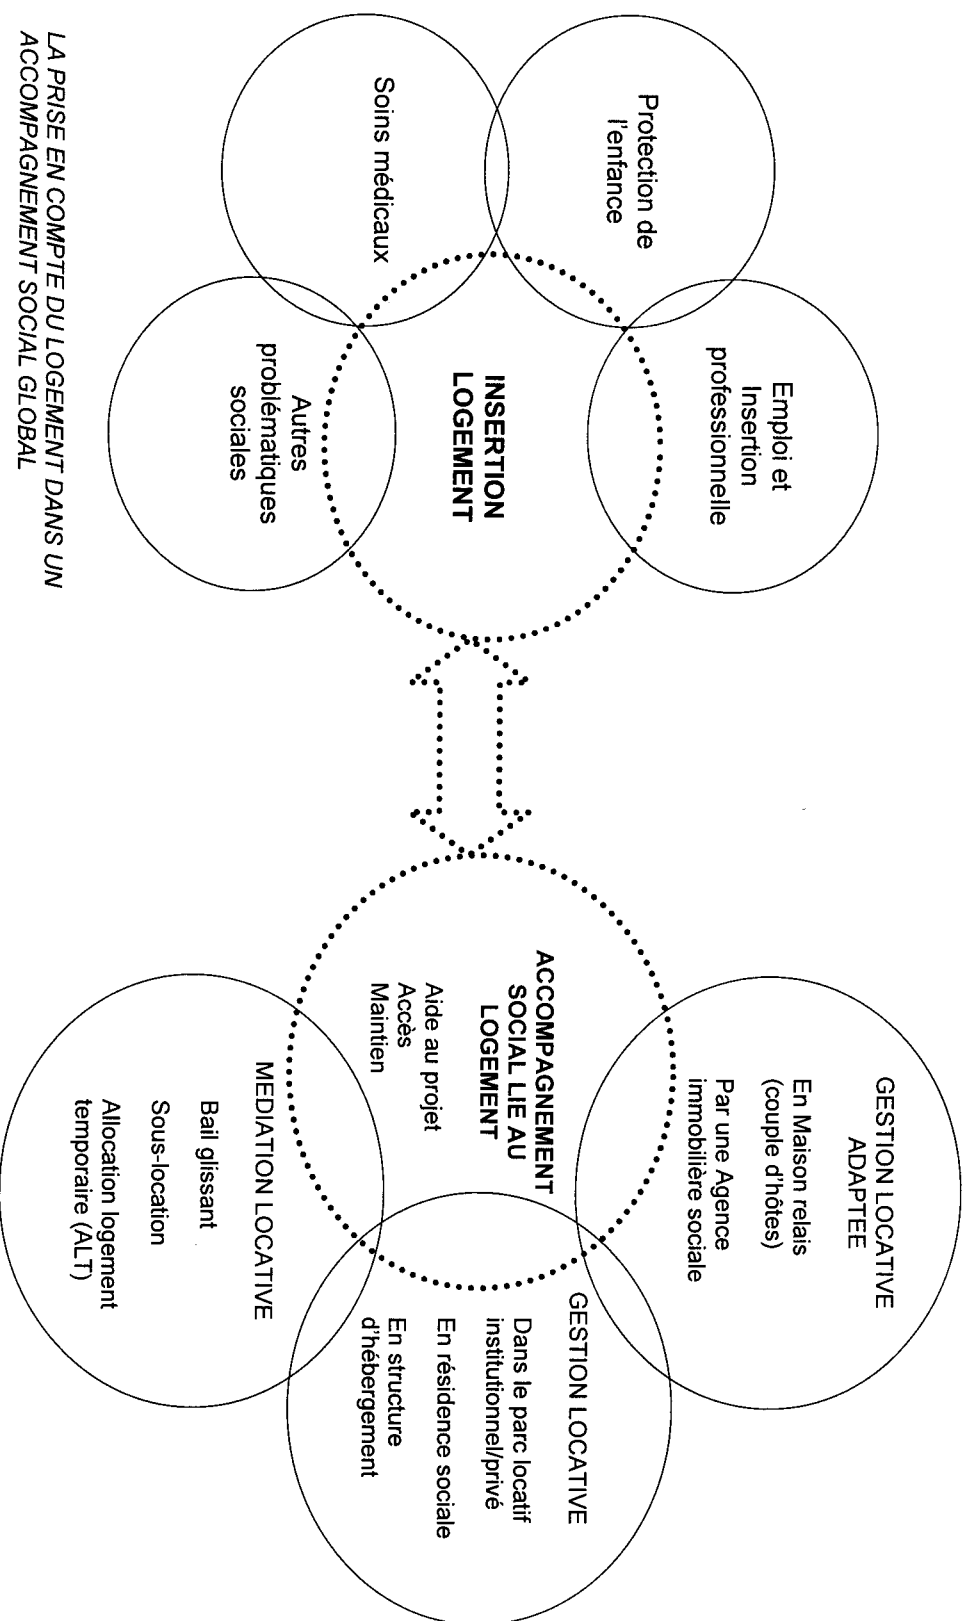 Emploi et
Insertion
professionnelle
Protection de
l'enfance
INSERTION
LOGEMENT
Soins médicaux
Autres
problématiques
sociales
GESTION LOCATIVE
ADAPTEE
En Maison relais
(couple d'hôtes)
Par une Agence
immobilière sociale
ACCOMPAGNEMENT
SOCIAL LIE AU
LOGEMENT
Aide au projet
Accès
Maintien
GESTION LOCATIVE
Dans le parc locatif
institutionnel/privé
En résidence sociale
En structure
d'hébergement
MEDIATION LOCATIVE
Bail glissant
Sous-location
Allocation logement
temporaire (ALT)
LA PRISE EN COMPTE DU LOGEMENT DANS UN
ACCOMPAGNEMENT SOCIAL GLOBAL